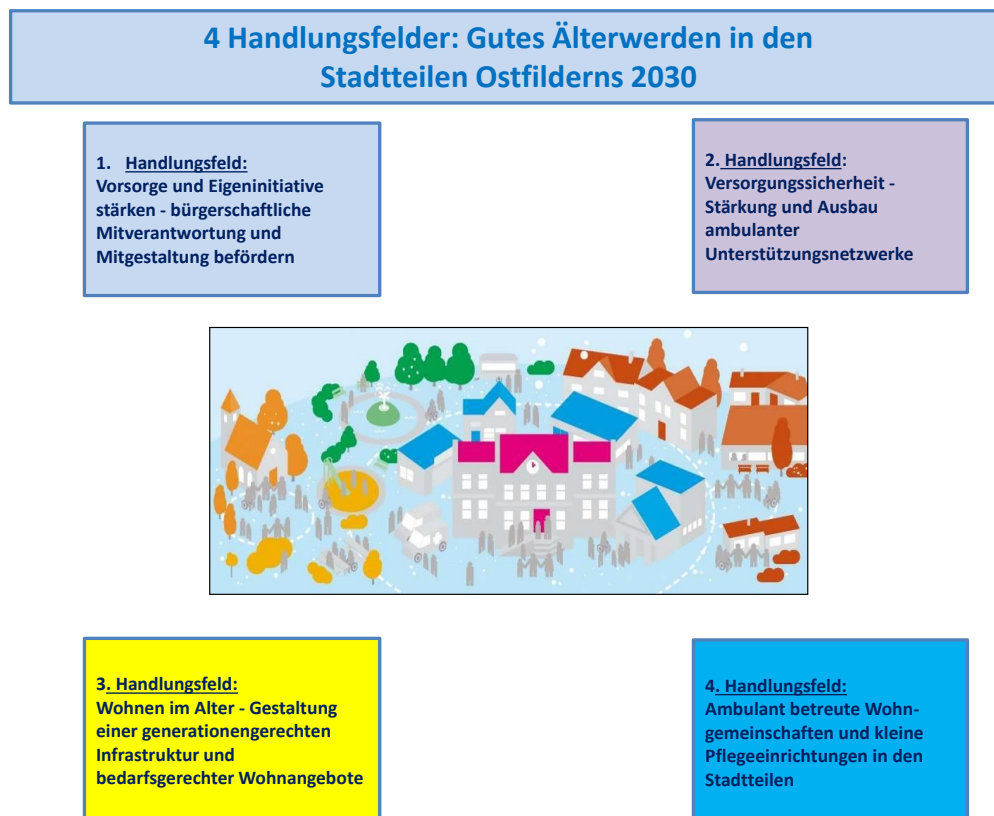 4 Handlungsfelder: Gutes Älterwerden in den
Stadtteilen Ostfilderns 2030
1. Handlungsfeld:
Vorsorge und Eigeninitiative
stärken - bürgerschaftliche
Mitverantwortung und
Mitgestaltung befördern
2. Handlungsfeld:
Versorgungssicherheit -
Stärkung und Ausbau
ambulanter
Unterstützungsnetzwerke
3. Handlungsfeld:
Wohnen im Alter - Gestaltung
einer generationengerechten
Infrastruktur und
bedarfsgerechter Wohnangebote
4. Handlungsfeld:
Ambulant betreute Wohn-
gemeinschaften und kleine
Pflegeeinrichtungen in den
Stadtteilen